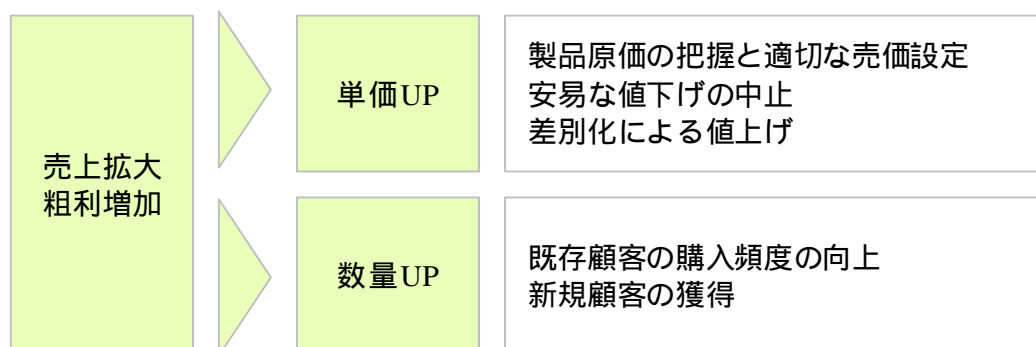 売上拡大
粗利増加
単価UP
製品原価の把握と適切な売価設定
安易な値下げの中止
差別化による値上げ
数量UP
既存顧客の購入頻度の向上
新規顧客の獲得